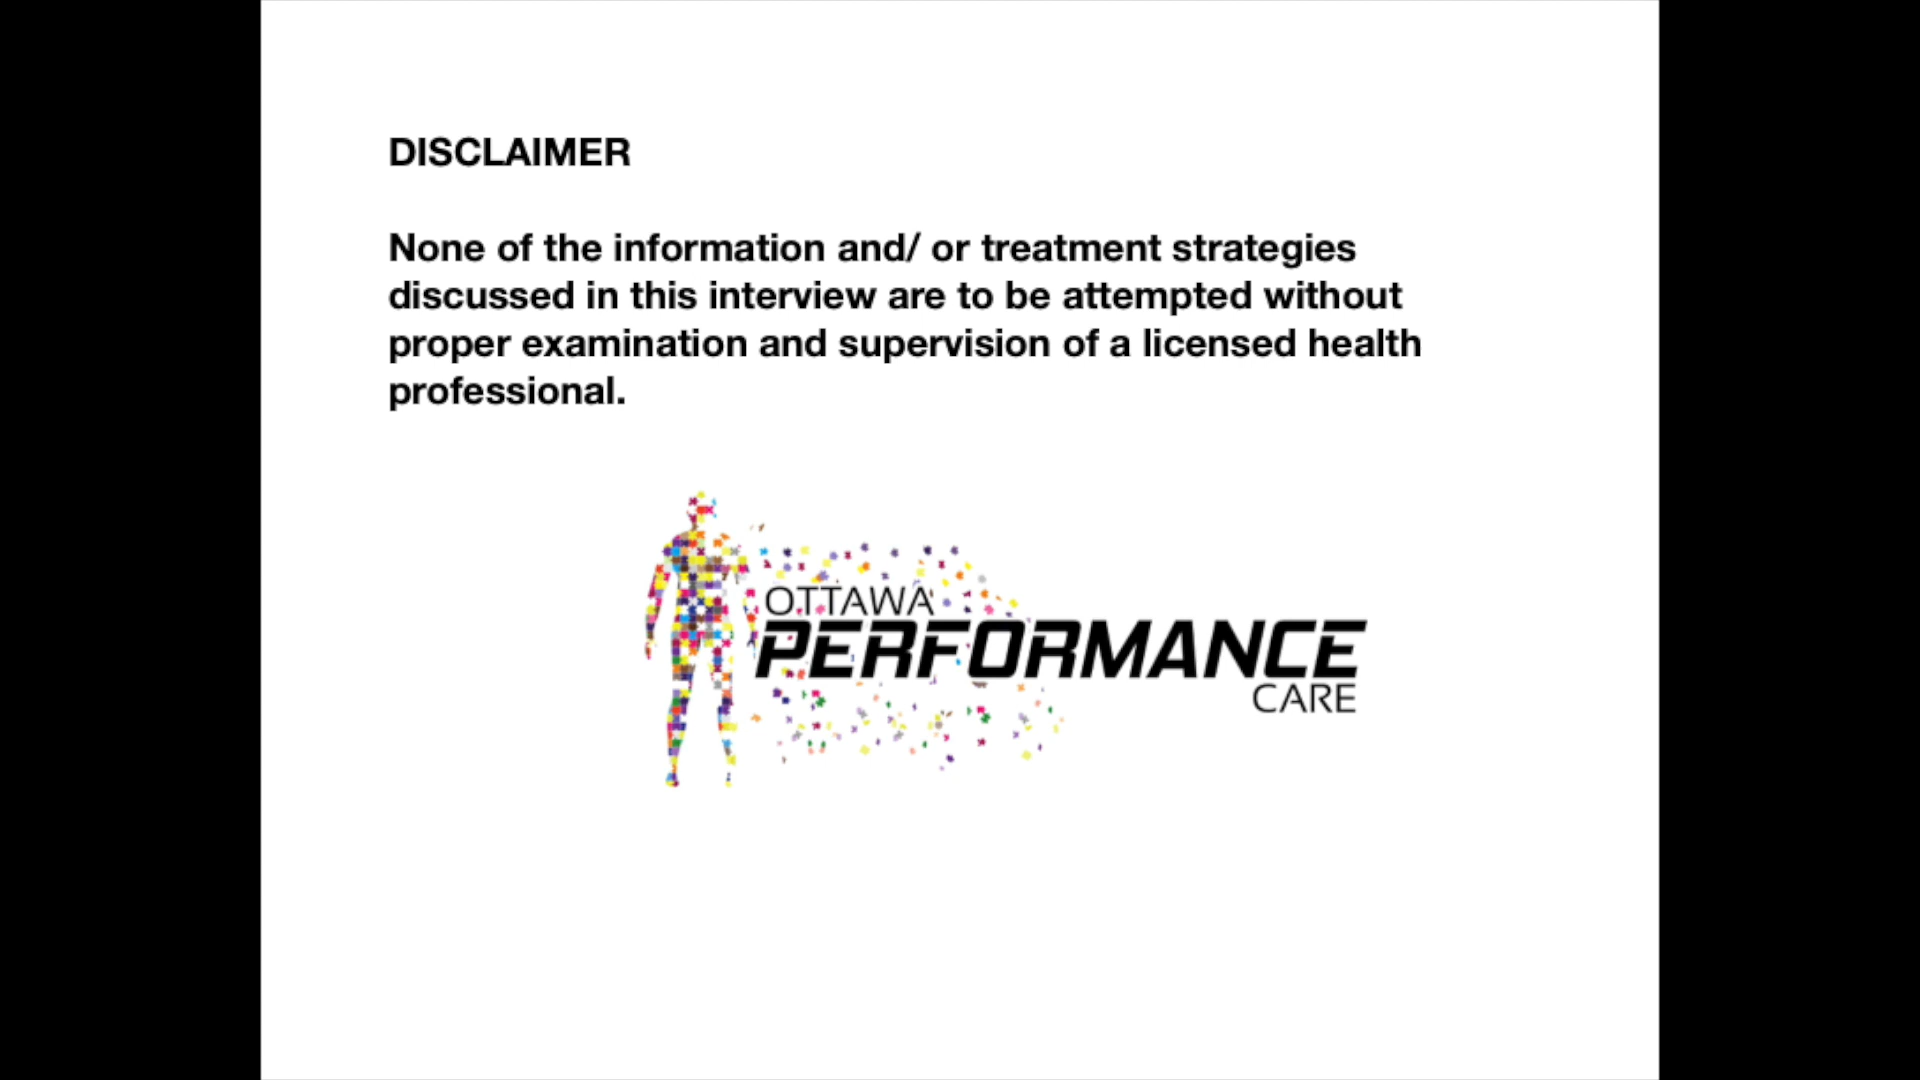 DISCLAIMER
None of the information and/ or treatment strategies
discussed in this interview are to be attempted without
proper examination and supervision of a licensed health
professional.
OTTAWA
PERFORMANCE
CARE